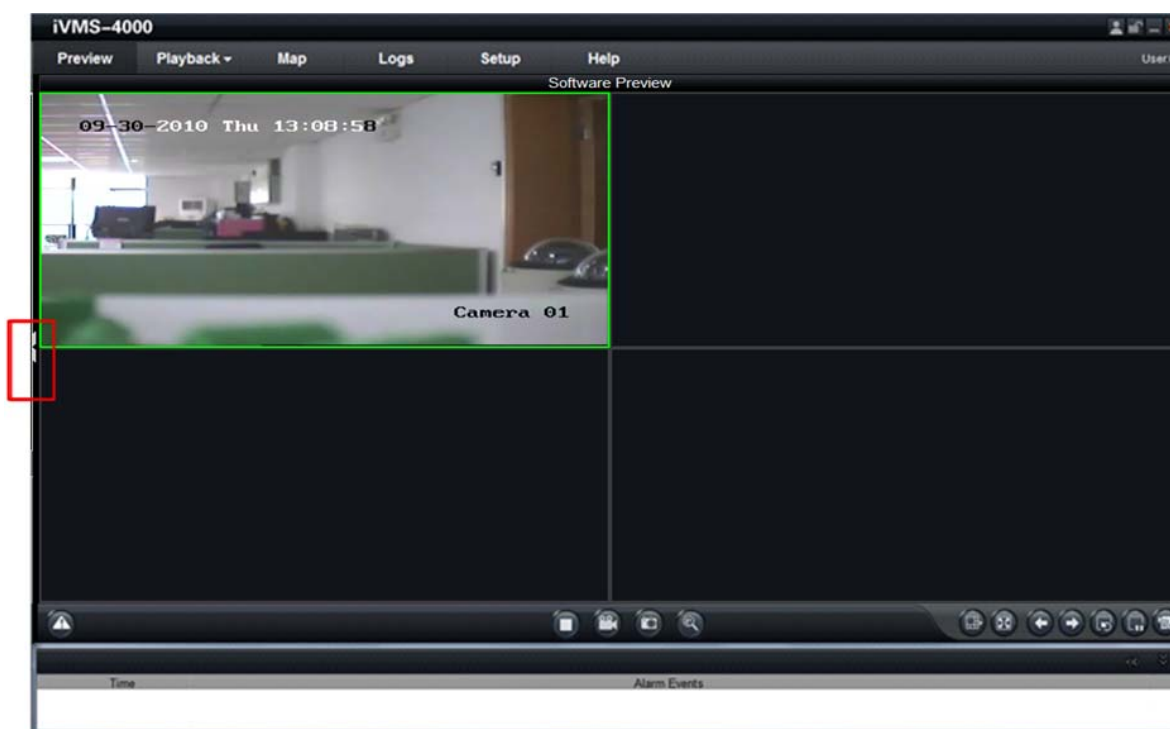 iVMS-4000
Preview Playback Map Logs Setup Help User
Software Preview
09-30-2010 Thu 13:08:58
Camera 01
Time Alarm Events